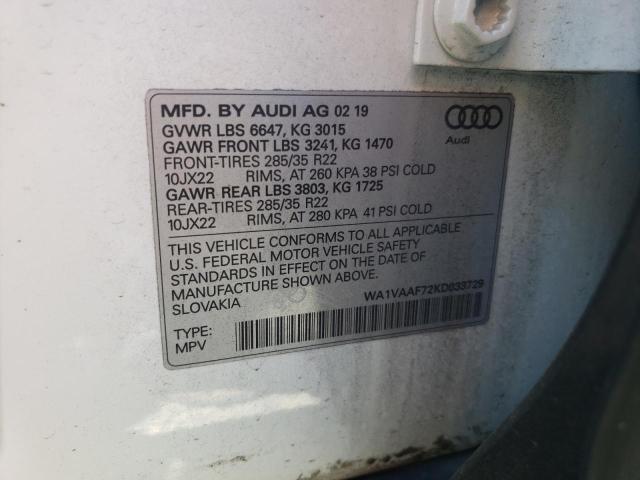 MFD. BY AUDI AG 02 19
GVWR LBS 6647, KG 3015
GAWR FRONT LBS 3241, KG 1470
FRONT-TIRES 285/35 R22
10JX22 RIMS, AT 260 KPA 38 PSI COLD
GAWR REAR LBS 3803, KG 1725
REAR-TIRES 285/35 R22
10JX22 RIMS, AT 280 KPA 41 PSI COLD
Audi
THIS VEHICLE CONFORMS TO ALL APPLICABLE
U.S. FEDERAL MOTOR VEHICLE SAFETY
STANDARDS IN EFFECT ON THE DATE OF
MANUFACTURE SHOWN ABOVE.
SLOVAKIA
WA1VAAF72KD033729
TYPE:
MPV